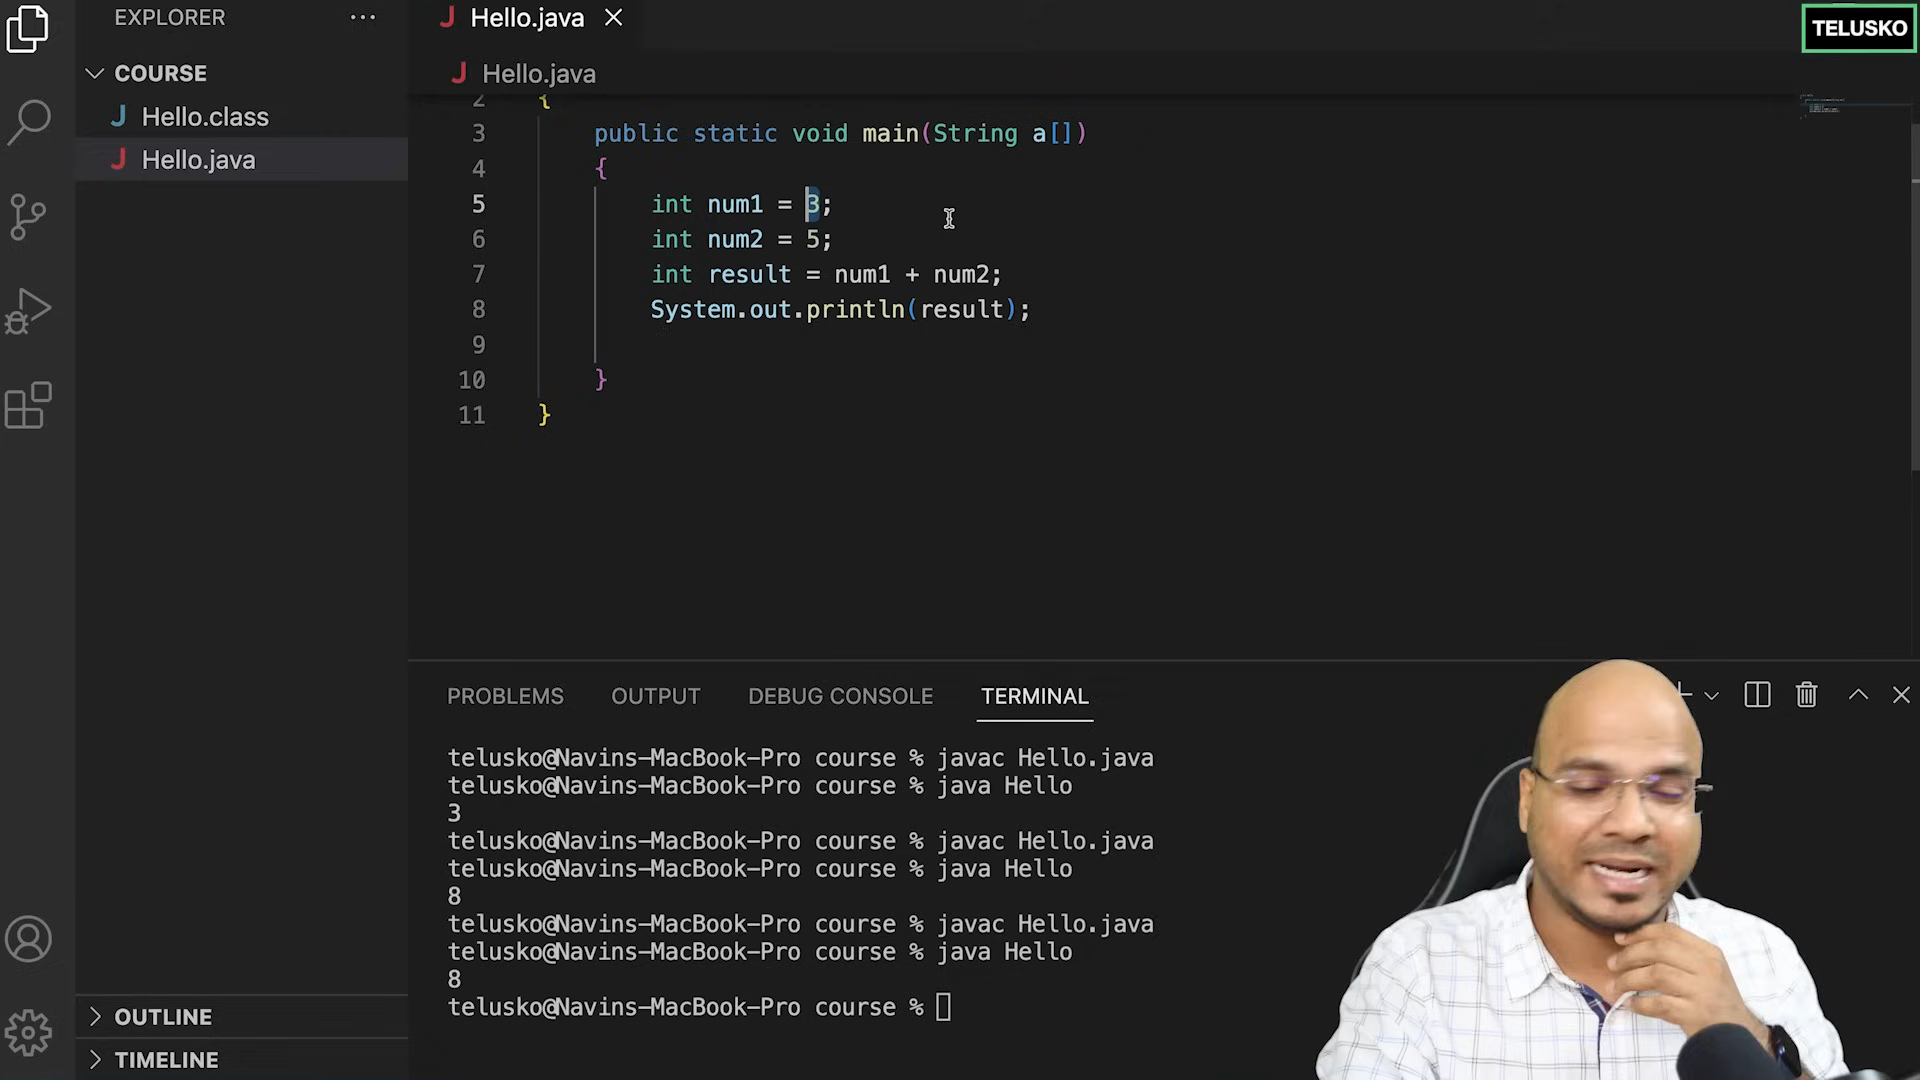 EXPLORER
COURSE
Hello.class
Hello.java
OUTLINE
TIMELINE
Hello.java
TELUSKO
Hello.java
2 {
3 public static void main(String a[])
4 {
5 int num1 = 3;
6 int num2 = 5;
7 int result = num1 + num2;
8 System.out.println(result);
9
10 }
11 }
PROBLEMS OUTPUT DEBUG CONSOLE TERMINAL
telusko@Navins-MacBook-Pro course % javac Hello.java
telusko@Navins-MacBook-Pro course % java Hello
3
telusko@Navins-MacBook-Pro course % javac Hello.java
telusko@Navins-MacBook-Pro course % java Hello
8
telusko@Navins-MacBook-Pro course % javac Hello.java
telusko@Navins-MacBook-Pro course % java Hello
8
telusko@Navins-MacBook-Pro course %